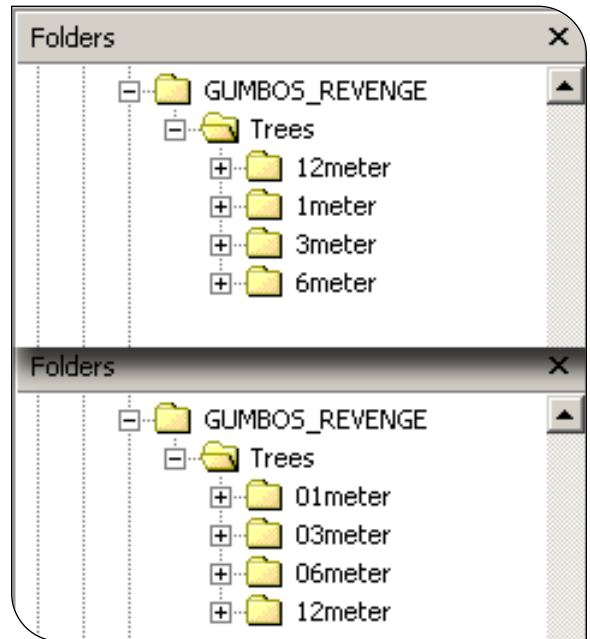 Folders
GUMBOS_REVENGE
Trees
12meter
1meter
3meter
6meter
Folders
GUMBOS_REVENGE
Trees
01meter
03meter
06meter
12meter